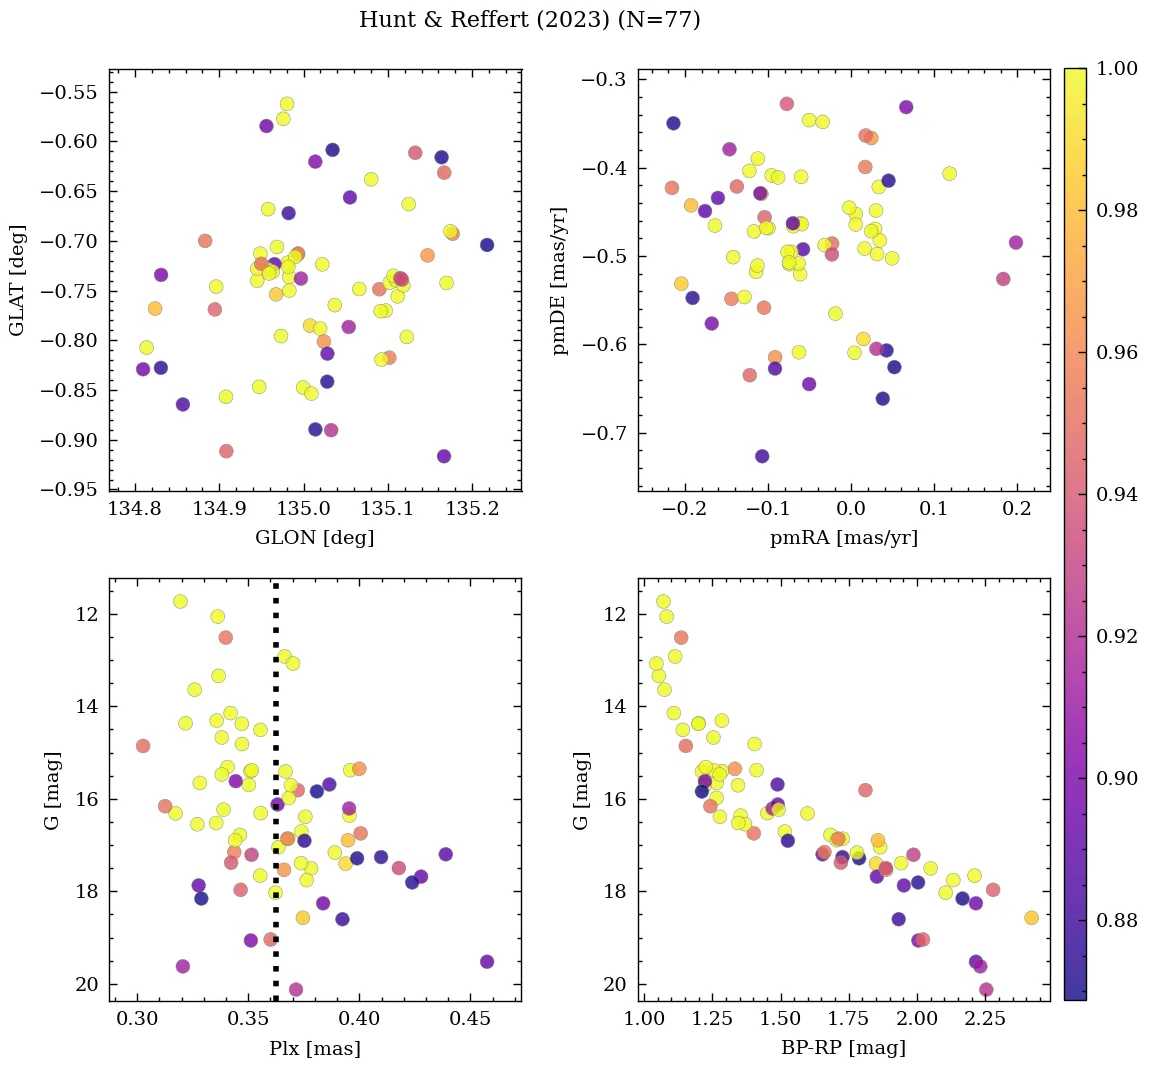 Hunt & Reffert (2023) (N=77)
−0.55
−0.60
−0.65
−0.70
−0.75
−0.80
−0.85
−0.90
−0.95
GLAT [deg]
134.8 134.9 135.0 135.1 135.2
GLON [deg]
−0.3
−0.4
−0.5
−0.6
−0.7
pmDE [mas/yr]
−0.2 −0.1 0.0 0.1 0.2
pmRA [mas/yr]
12
14
16
18
20
G [mag]
0.30 0.35 0.40 0.45
Plx [mas]
12
14
16
18
20
G [mag]
1.00 1.25 1.50 1.75 2.00 2.25
BP-RP [mag]
1.00
0.98
0.96
0.94
0.92
0.90
0.88